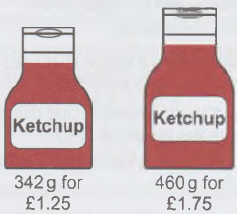 Ketchup
342 g for
£1.25
Ketchup
460 g for
£1.75